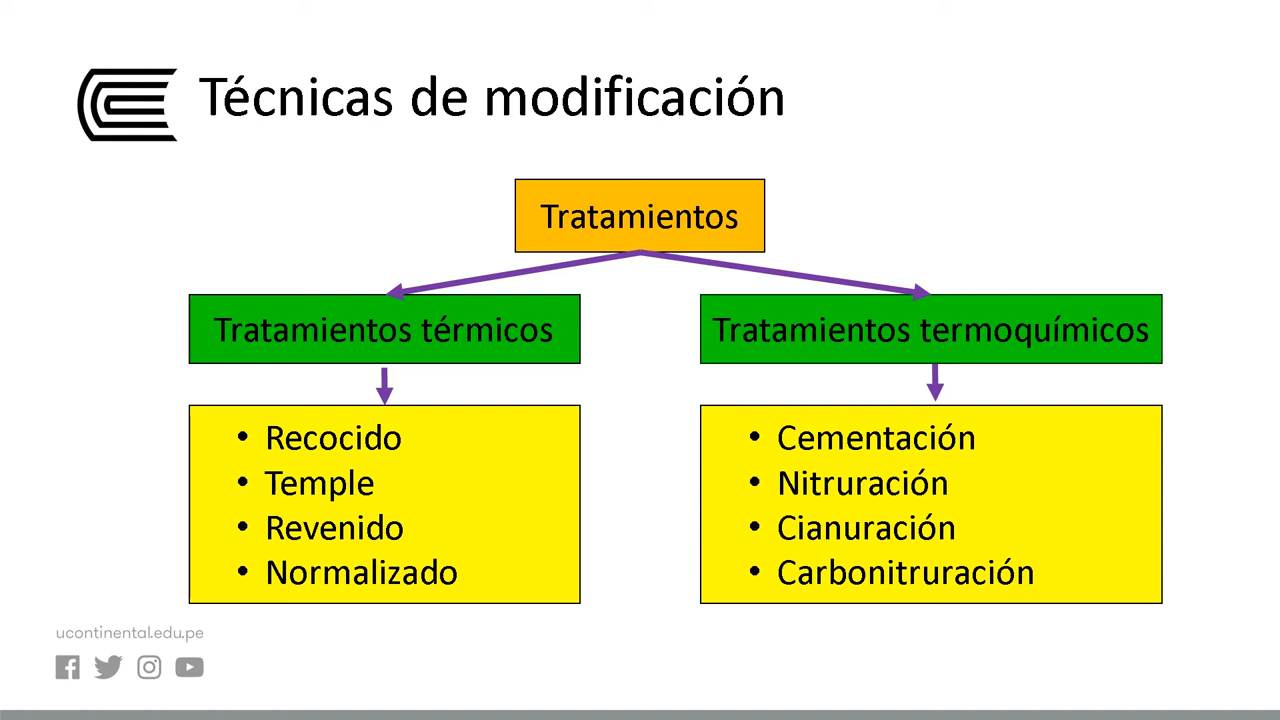 Técnicas de modificación
Tratamientos
Tratamientos térmicos
Tratamientos termoquímicos
• Recocido
• Temple
• Revenido
• Normalizado
• Cementación
• Nitruración
• Cianuración
• Carbonitruración
ucontinental.edu.pe